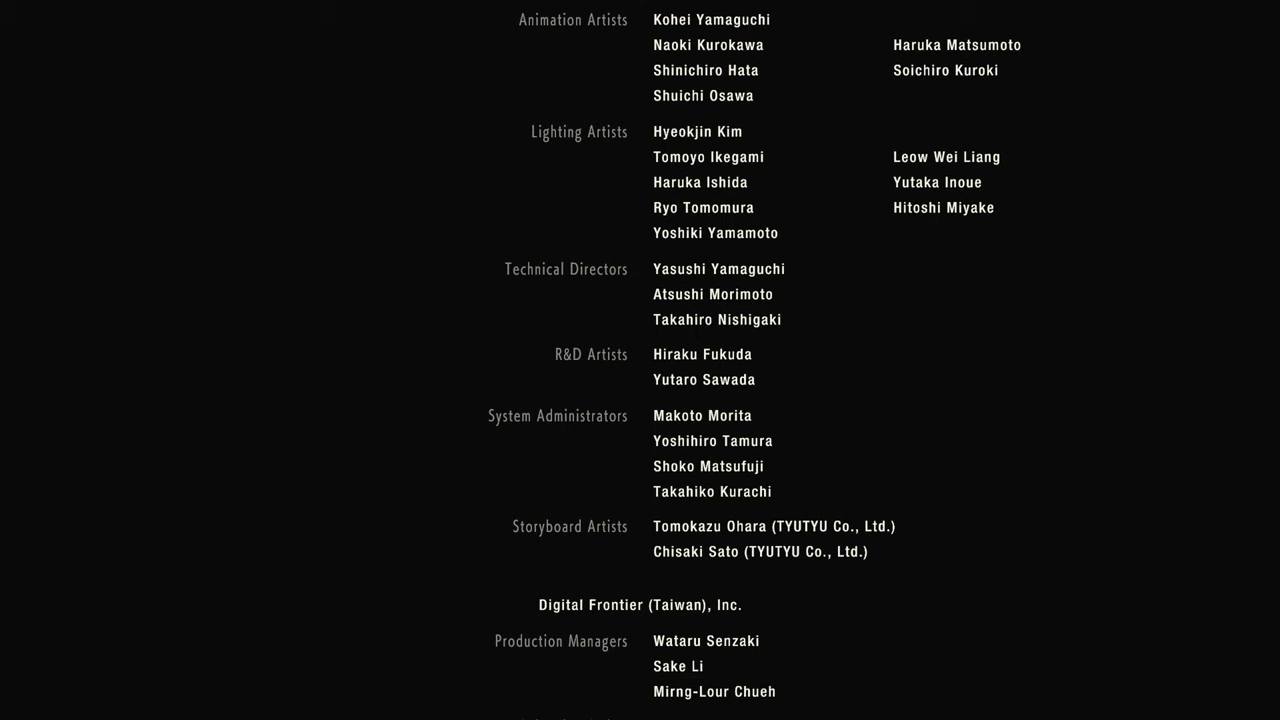 Animation Artists Kohei Yamaguchi
Naoki Kurokawa Haruka Matsumoto
Shinichiro Hata Soichiro Kuroki
Shuichi Osawa
Lighting Artists Hyeokjin Kim
Tomoyo Ikegami Leow Wei Liang
Haruka Ishida Yutaka Inoue
Ryo Tomomura Hitoshi Miyake
Yoshiki Yamamoto
Technical Directors Yasushi Yamaguchi
Atsushi Morimoto
Takahiro Nishigaki
R&D Artists Hiraku Fukuda
Yutaro Sawada
System Administrators Makoto Morita
Yoshihiro Tamura
Shoko Matsufuji
Takahiko Kurachi
Storyboard Artists Tomokazu Ohara (TYUTYU Co., Ltd.)
Chisaki Sato (TYUTYU Co., Ltd.)
Digital Frontier (Taiwan), Inc.
Production Managers Wataru Senzaki
Sake Li
Mirng-Lour Chueh